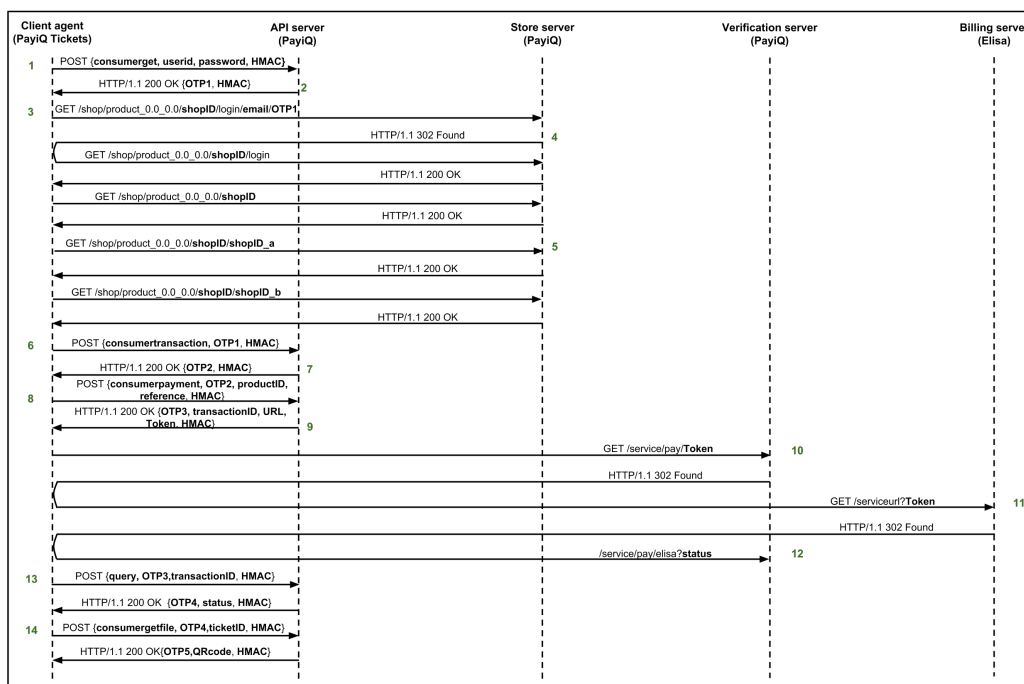 Client agent
(PayiQ Tickets)
API server
(PayiQ)
Store server
(PayiQ)
Verification server
(PayiQ)
Billing serve
(Elisa)
1 POST {consumerget, userid, password, HMAC}
HTTP/1.1 200 OK {OTP1, HMAC} 2
3 GET /shop/product_0.0_0.0/shopID/login/email/OTP1
HTTP/1.1 302 Found 4
GET /shop/product_0.0_0.0/shopID/login
HTTP/1.1 200 OK
GET /shop/product_0.0_0.0/shopID
HTTP/1.1 200 OK
GET /shop/product_0.0_0.0/shopID/shopID_a 5
HTTP/1.1 200 OK
GET /shop/product_0.0_0.0/shopID/shopID_b
HTTP/1.1 200 OK
6 POST {consumertransaction, OTP1, HMAC}
HTTP/1.1 200 OK {OTP2, HMAC} 7
8 POST {consumerpayment, OTP2, productID,
reference, HMAC}
HTTP/1.1 200 OK {OTP3, transactionID, URL,
Token, HMAC} 9
GET /service/pay/Token 10
HTTP/1.1 302 Found
GET /serviceurl?Token 11
HTTP/1.1 302 Found
/service/pay/elisa?status 12
13 POST {query, OTP3,transactionID, HMAC}
HTTP/1.1 200 OK {OTP4, status, HMAC}
14 POST {consumergetfile, OTP4,ticketID, HMAC}
HTTP/1.1 200 OK{OTP5,QRcode, HMAC}